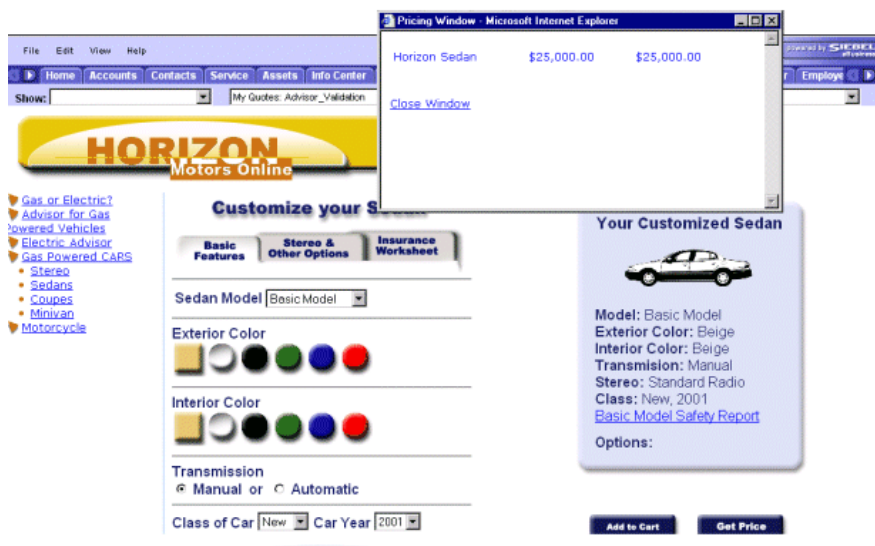 Pricing Window - Microsoft Internet Explorer
Horizon Sedan $25,000.00 $25,000.00
Close Window
File Edit View Help
powered by SIEBEL
Home Accounts Contacts Service Assets Info Center
Employe
Show:
My Quotes: Advisor_Validation
HORIZON
Motors Online
Gas or Electric?
Advisor for Gas
Powered Vehicles
Electric Advisor
Gas Powered CARS
Stereo
Sedans
Coupes
Minivan
Motorcycle
Customize your Sedan
Basic Features
Stereo & Other Options
Insurance Worksheet
Sedan Model Basic Model
Exterior Color
Interior Color
Transmission
Manual or Automatic
Class of Car New Car Year 2001
Your Customized Sedan
Model: Basic Model
Exterior Color: Beige
Interior Color: Beige
Transmision: Manual
Stereo: Standard Radio
Class: New, 2001
Basic Model Safety Report
Options:
Add to Cart Get Price